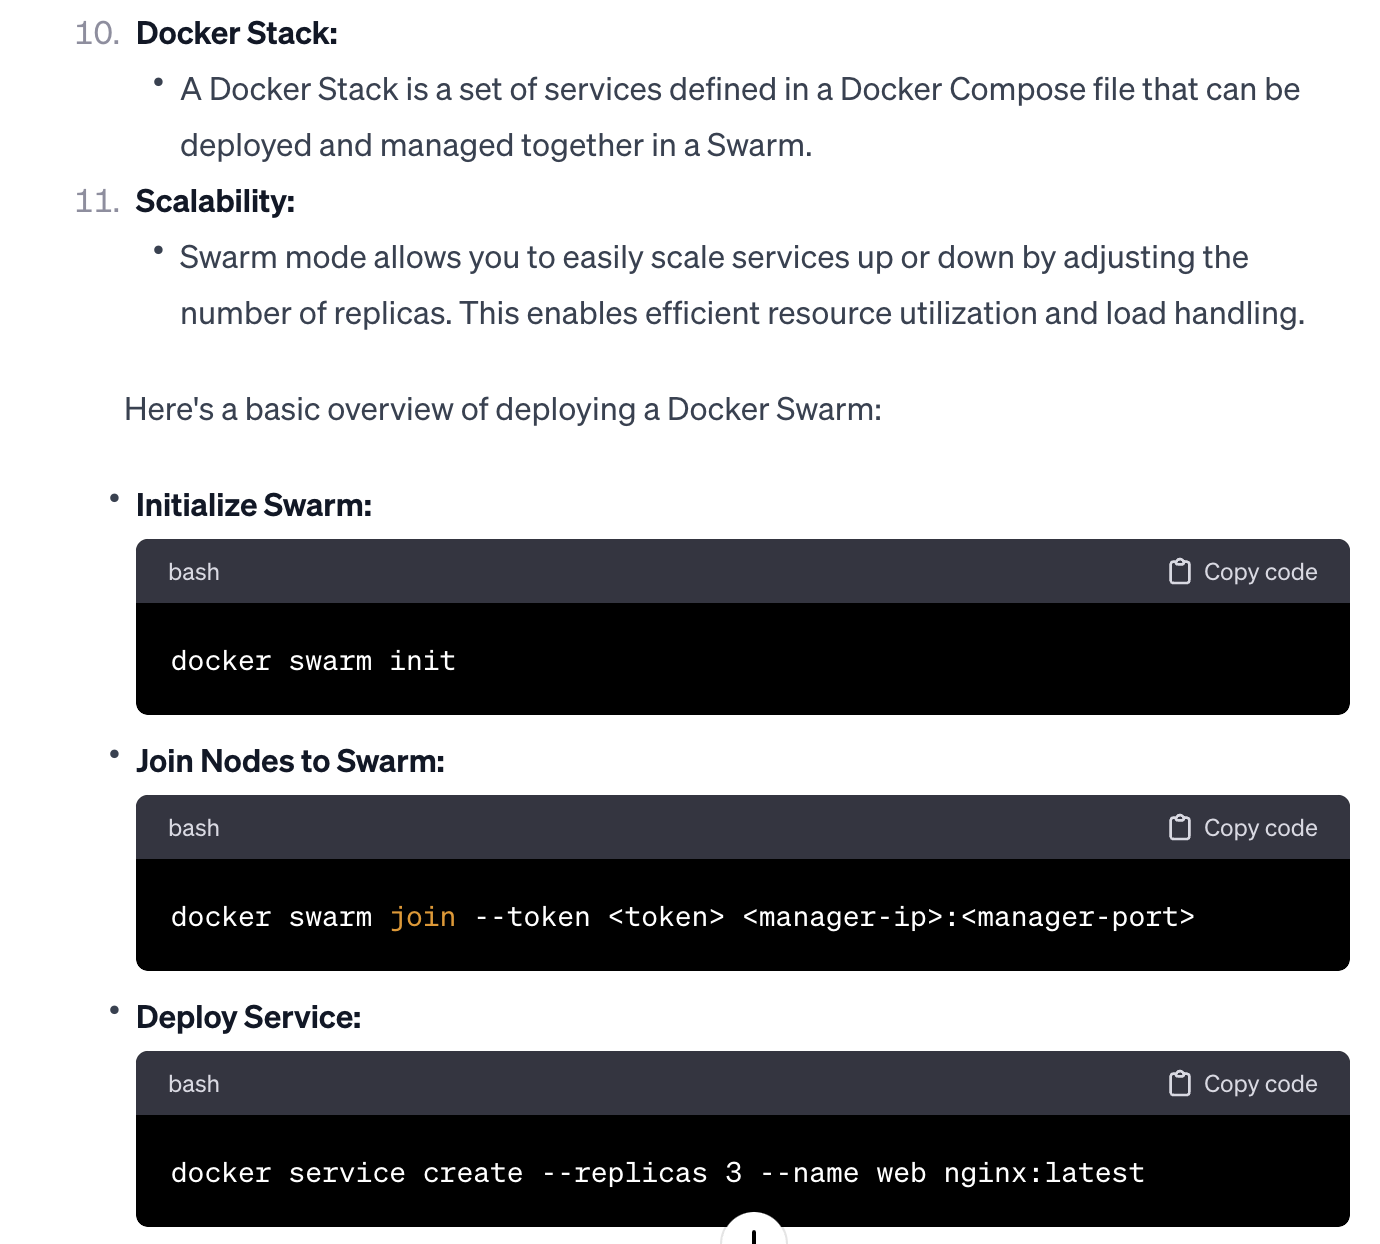 10. Docker Stack:
• A Docker Stack is a set of services defined in a Docker Compose file that can be
deployed and managed together in a Swarm.
11. Scalability:
• Swarm mode allows you to easily scale services up or down by adjusting the
number of replicas. This enables efficient resource utilization and load handling.
Here's a basic overview of deploying a Docker Swarm:
• Initialize Swarm:
bash Copy code
docker swarm init
• Join Nodes to Swarm:
bash Copy code
docker swarm join --token <token> <manager-ip>:<manager-port>
• Deploy Service:
bash Copy code
docker service create --replicas 3 --name web nginx:latest